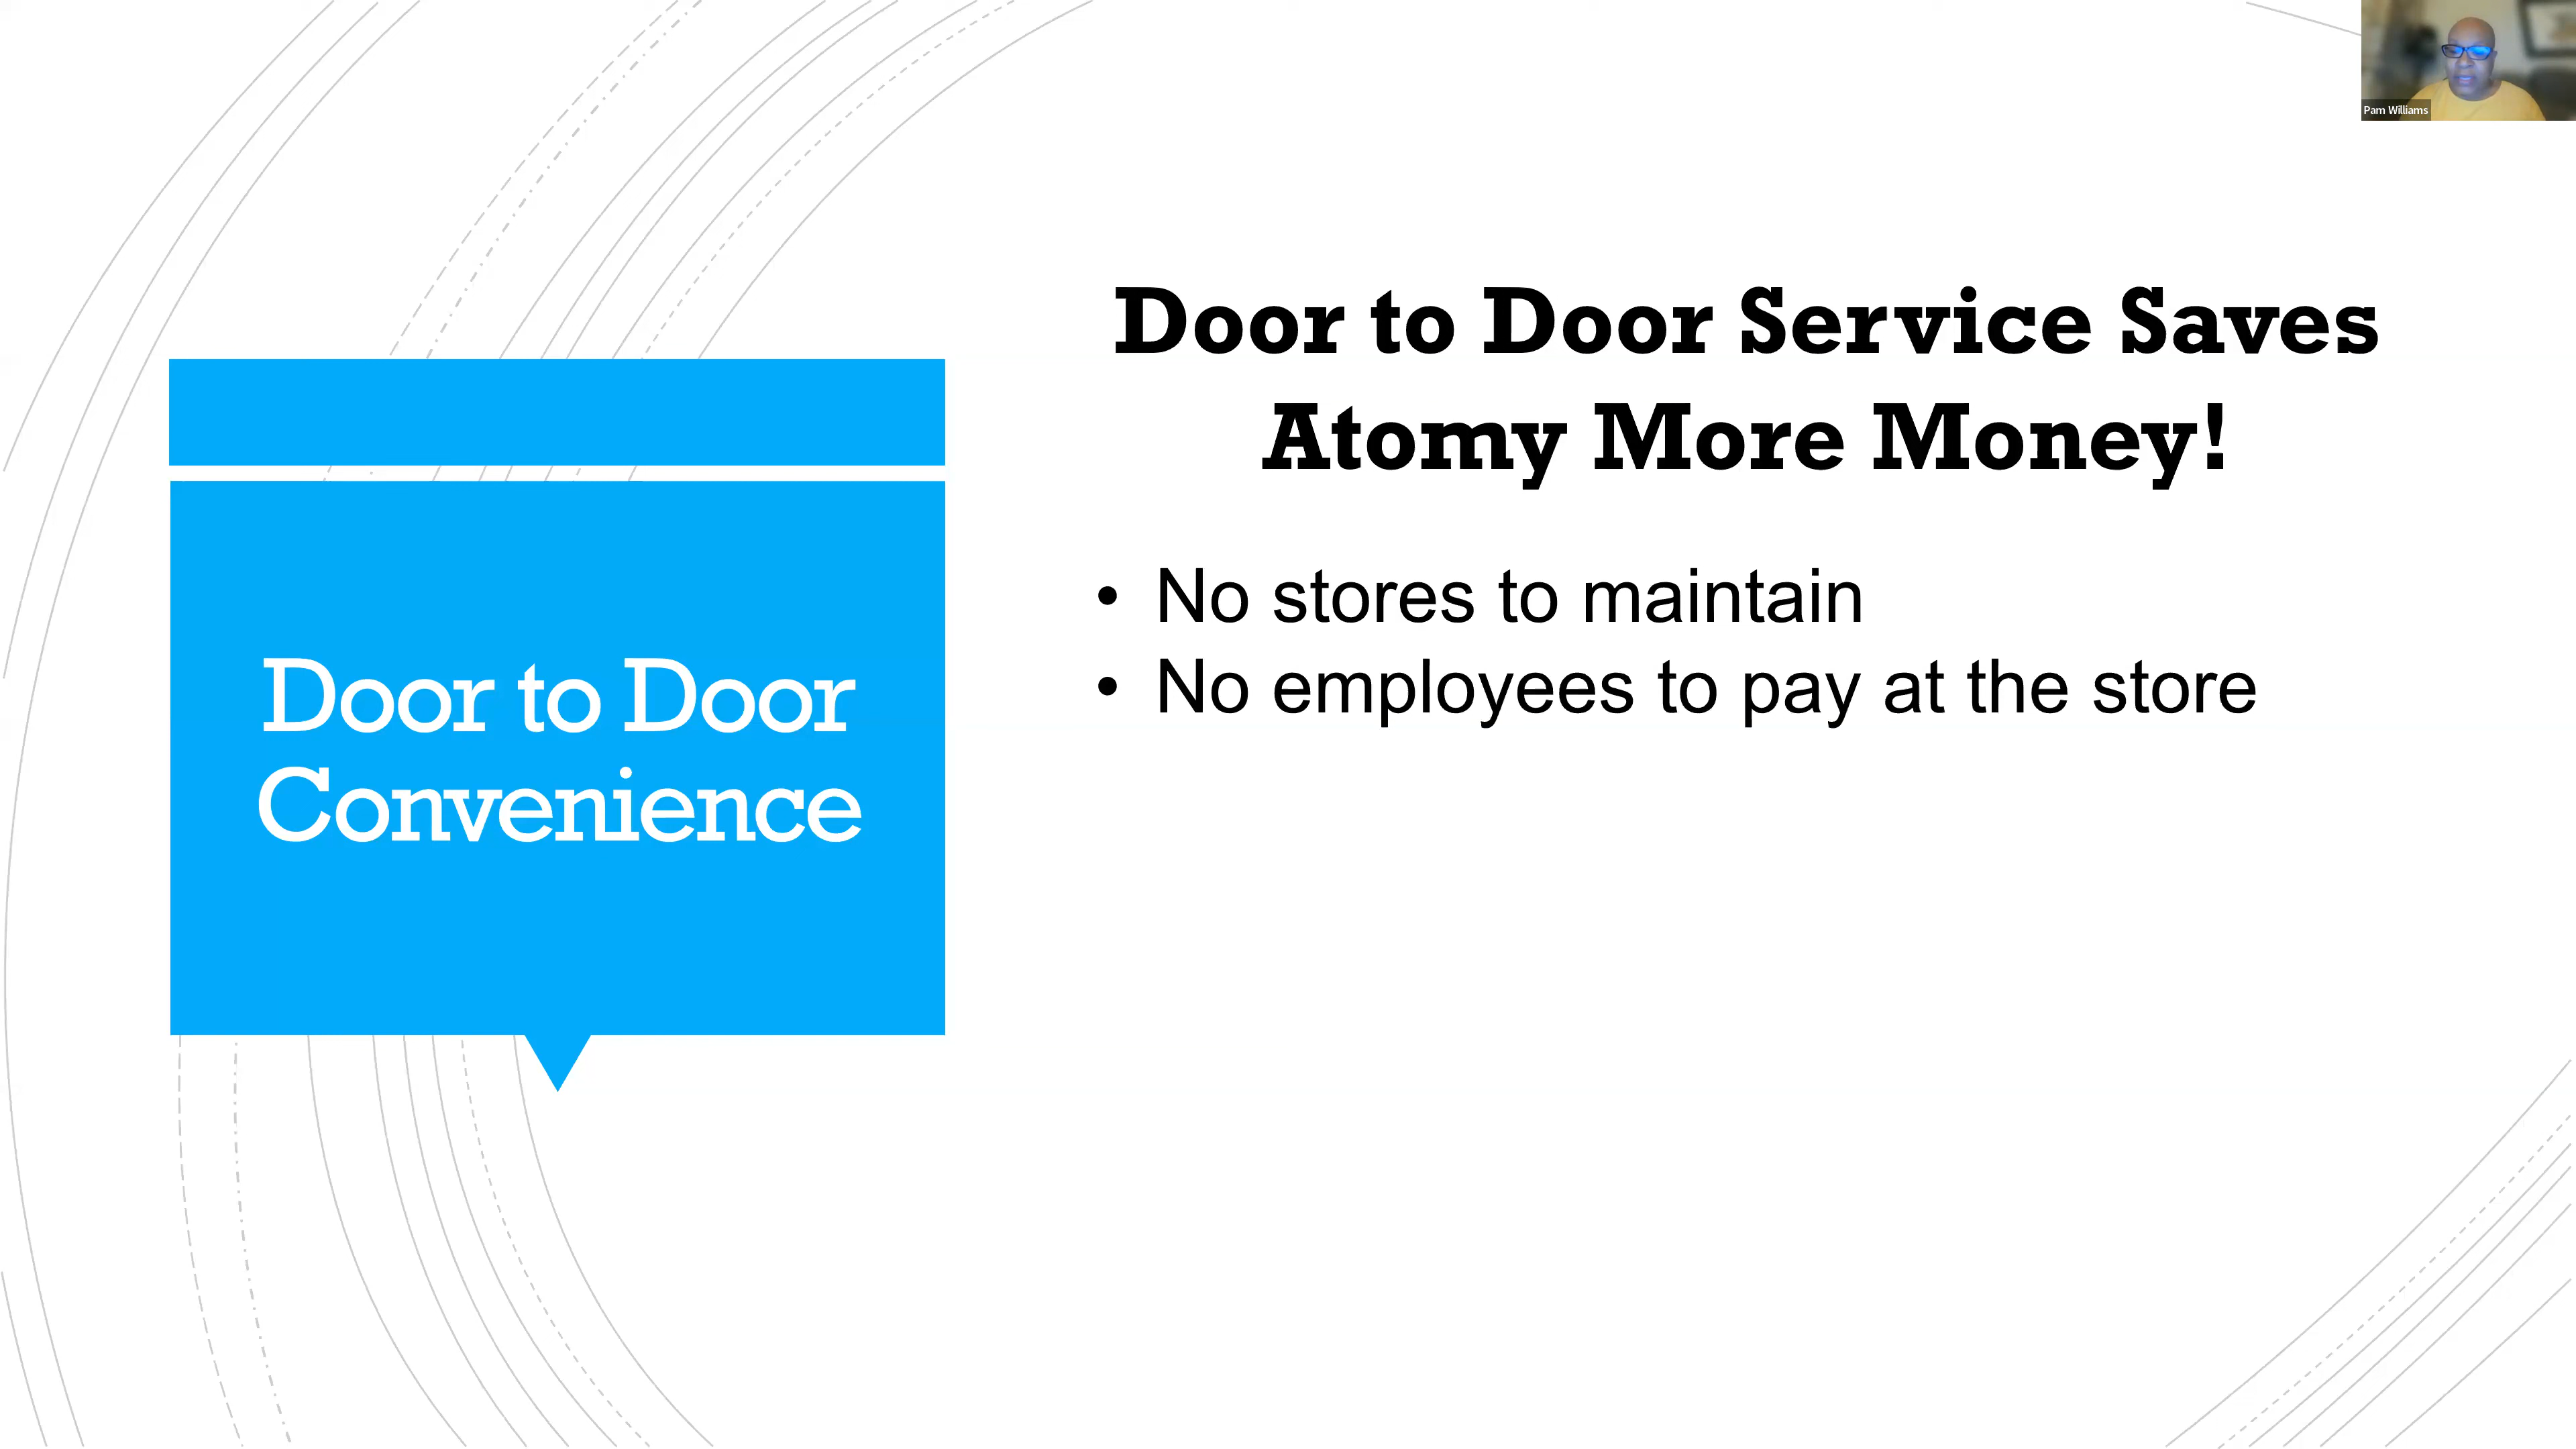 Door to Door
Convenience
Door to Door Service Saves
Atomy More Money!
• No stores to maintain
• No employees to pay at the store
Pam Williams